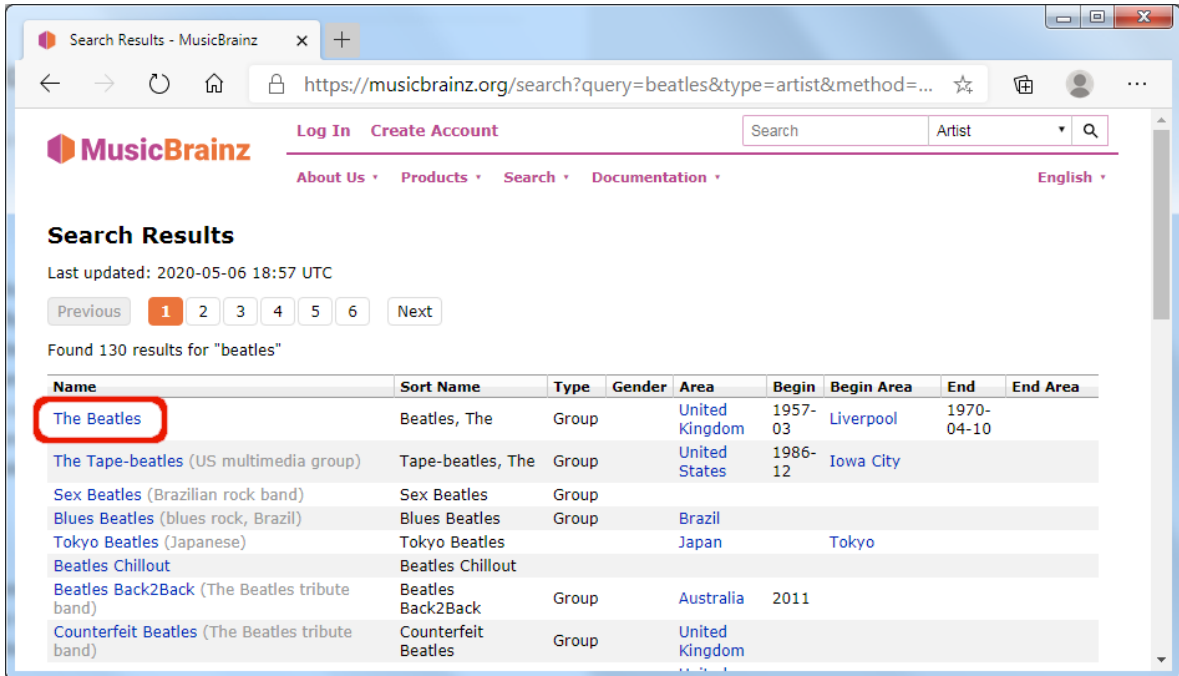 Search Results - MusicBrainz
https://musicbrainz.org/search?query=beatles&type=artist&method=...
MusicBrainz
Log In Create Account
Search Artist
About Us Products Search Documentation English
Search Results
Last updated: 2020-05-06 18:57 UTC
Previous 1 2 3 4 5 6 Next
Found 130 results for "beatles"
Name Sort Name Type Gender Area Begin Begin Area End End Area
The Beatles Beatles, The Group United Kingdom 1957-03 Liverpool 1970-04-10
The Tape-beatles (US multimedia group) Tape-beatles, The Group United States 1986-12 Iowa City
Sex Beatles (Brazilian rock band) Sex Beatles Group
Blues Beatles (blues rock, Brazil) Blues Beatles Group Brazil
Tokyo Beatles (Japanese) Tokyo Beatles Japan Tokyo
Beatles Chillout Beatles Chillout
Beatles Back2Back (The Beatles tribute band) Beatles Back2Back Group Australia 2011
Counterfeit Beatles (The Beatles tribute band) Counterfeit Beatles Group United Kingdom